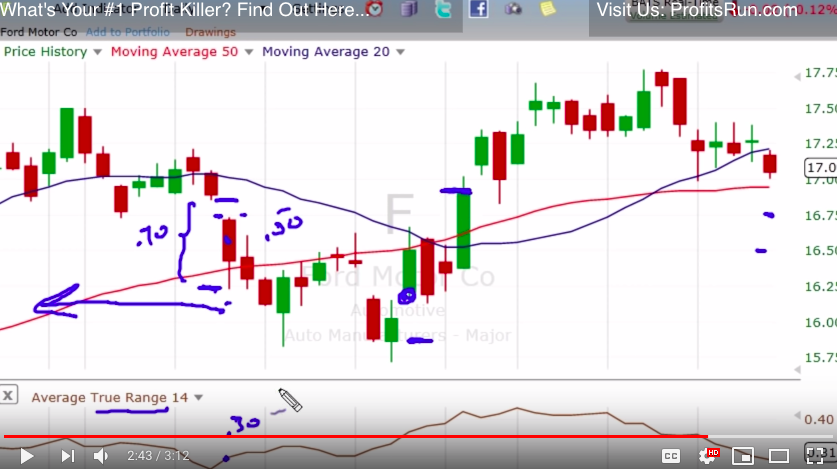 What's Your #1 Profit Killer? Find Out Here...
Visit Us: ProfitsRun.com
0.12%
Ford Motor Co Add to Portfolio Drawings
Price History Moving Average 50 Moving Average 20
17.75
17.50
17.25
17.0
17.00
16.75
16.50
16.25
16.00
15.75
F
Ford Motor Co
Automotive
Auto Manufacturers - Major
.30
X Average True Range 14
.30
0.40
2:43 / 3:12
CC
HD